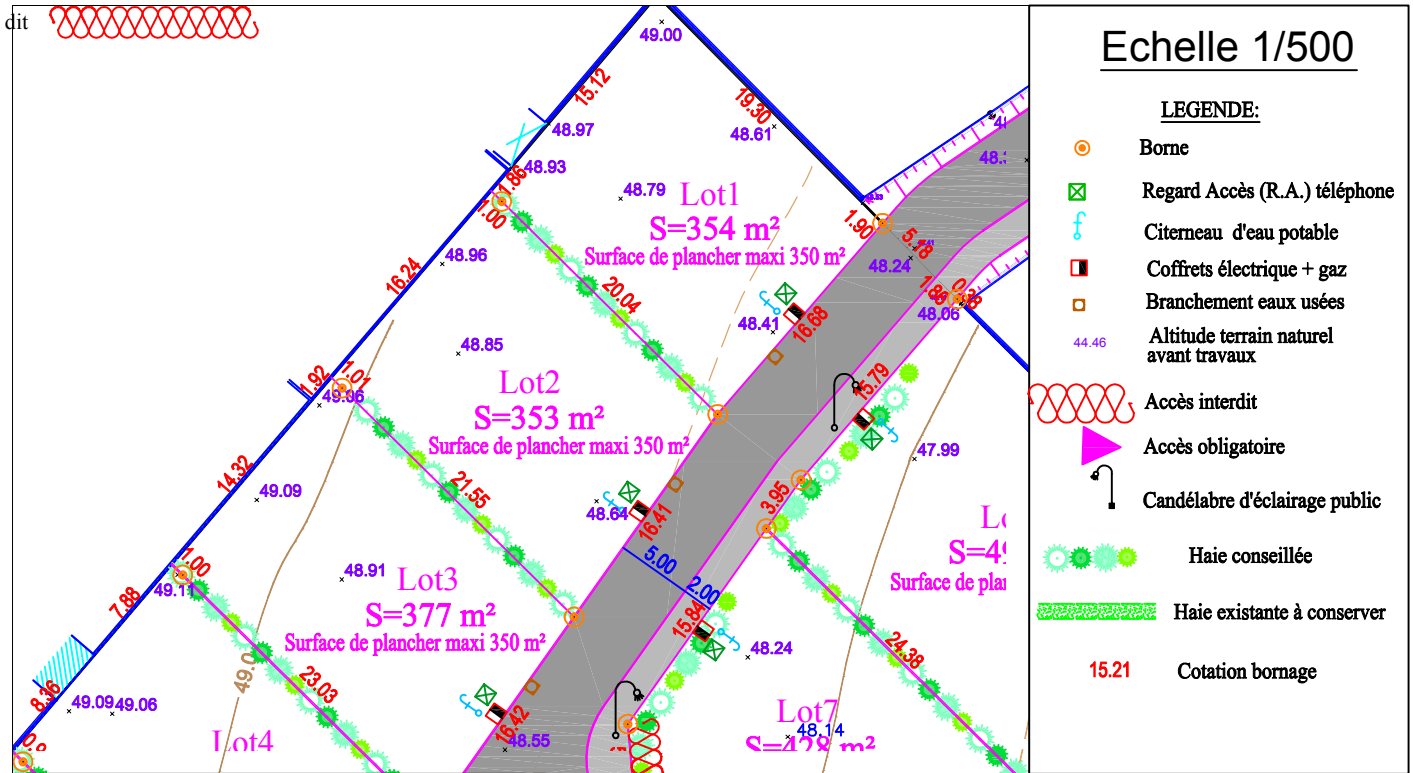 dit
Echelle 1/500
LEGENDE:
Borne
Regard Accès (R.A.) téléphone
Citerneau d'eau potable
Coffrets électrique + gaz
Branchement eaux usées
44.46
Altitude terrain naturel
avant travaux
Accès interdit
Accès obligatoire
Candélabre d'éclairage public
Haie conseillée
Haie existante à conserver
15.21
Cotation bornage
49.00
15.12
19.30
48.97
48.61
48.93
1.86
1.00
48.79
Lot1
S=354 m²
Surface de plancher maxi 350 m²
1.90
5.18
48.24
48.96
16.24
20.04
48.41
16.68
48.06
48.85
15.79
1.92
1.01
49.06
Lot2
S=353 m²
Surface de plancher maxi 350 m²
47.99
14.32
49.09
21.55
48.64
16.41
3.95
5.00
2.00
S=4
Surface de pla
1.00
49.11
7.88
48.91
Lot3
S=377 m²
Surface de plancher maxi 350 m²
15.84
48.24
24.38
8.36
49.09
49.06
49.0
23.03
16.42
48.55
Lot4
Lot7
48.14
S=428 m²